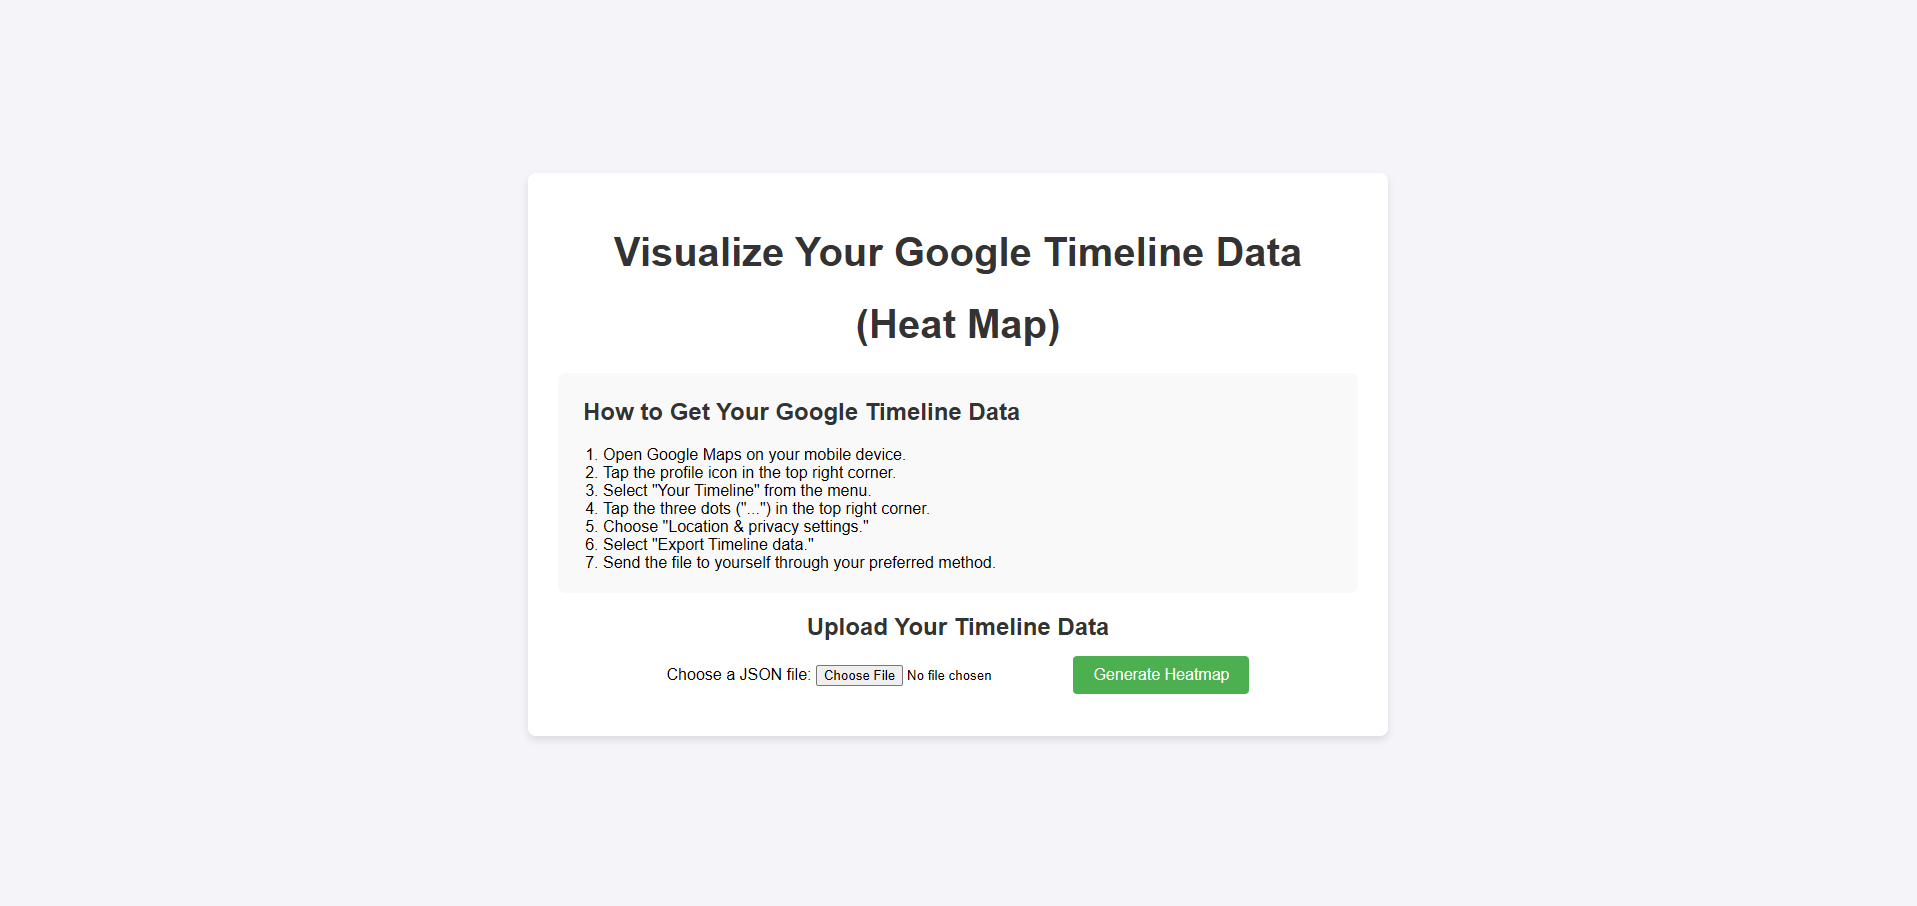 Visualize Your Google Timeline Data
(Heat Map)
How to Get Your Google Timeline Data
1. Open Google Maps on your mobile device.
2. Tap the profile icon in the top right corner.
3. Select "Your Timeline" from the menu.
4. Tap the three dots ("...") in the top right corner.
5. Choose "Location & privacy settings."
6. Select "Export Timeline data."
7. Send the file to yourself through your preferred method.
Upload Your Timeline Data
Choose a JSON file: Choose File No file chosen Generate Heatmap